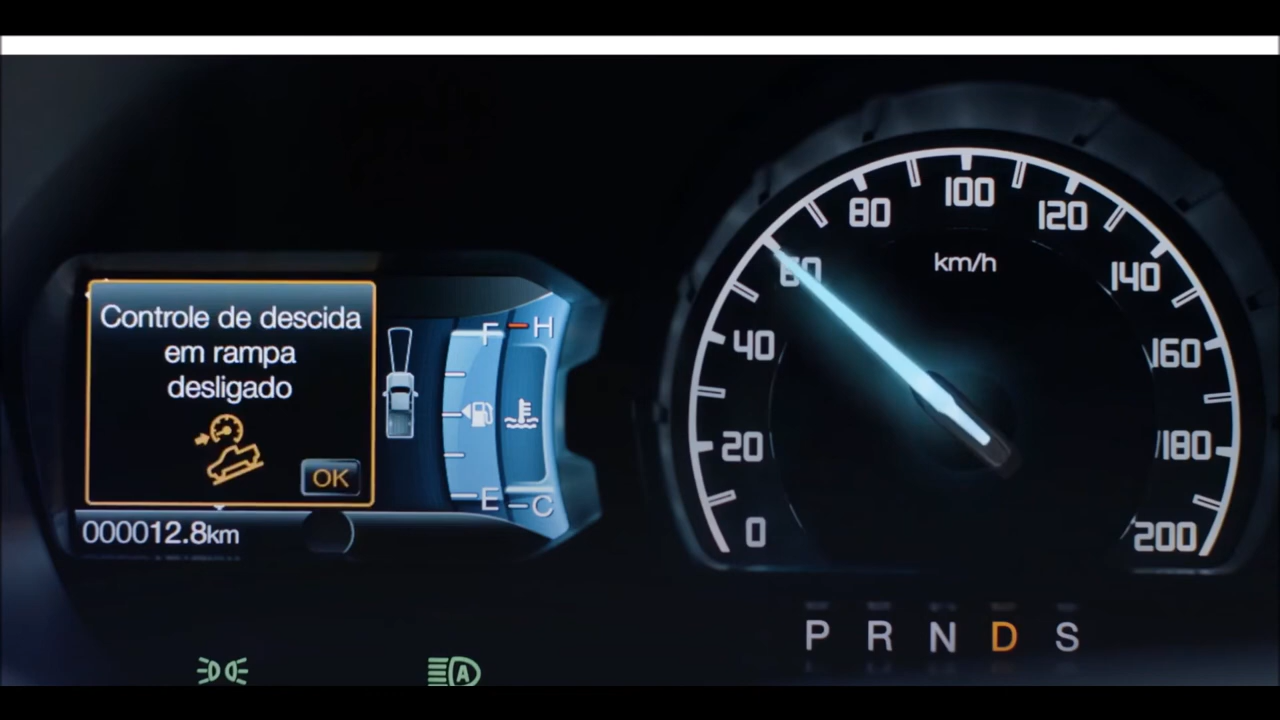 Controle de descida
em rampa
desligado
OK
F
H
E
C
000012.8km
0
20
40
60
80
100
120
140
160
180
200
km/h
A
P R N D S